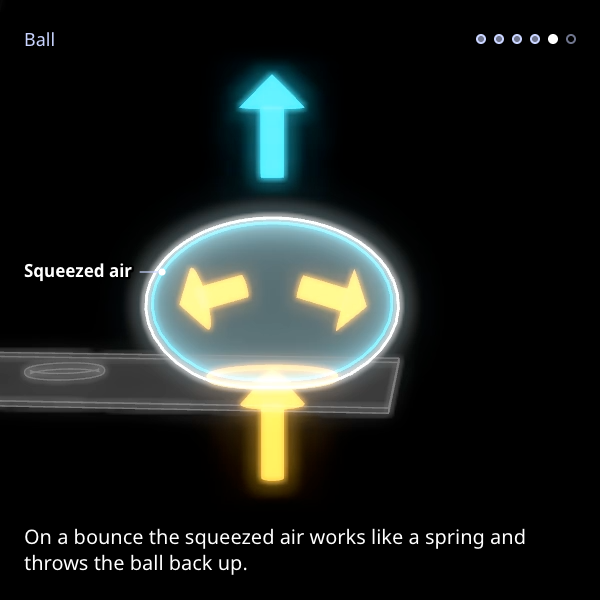 Ball
Squeezed air
On a bounce the squeezed air works like a spring and
throws the ball back up.